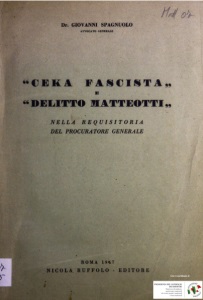 Dr. GIOVANNI SPAGNUOLO
AVVOCATO GENERALE
“CEKA FASCISTA„
E
“DELITTO MATTEOTTI„
NELLA REQUISITORIA
DEL PROCURATORE GENERALE
ROMA 1947
NICOLA RUFFOLO - EDITORE